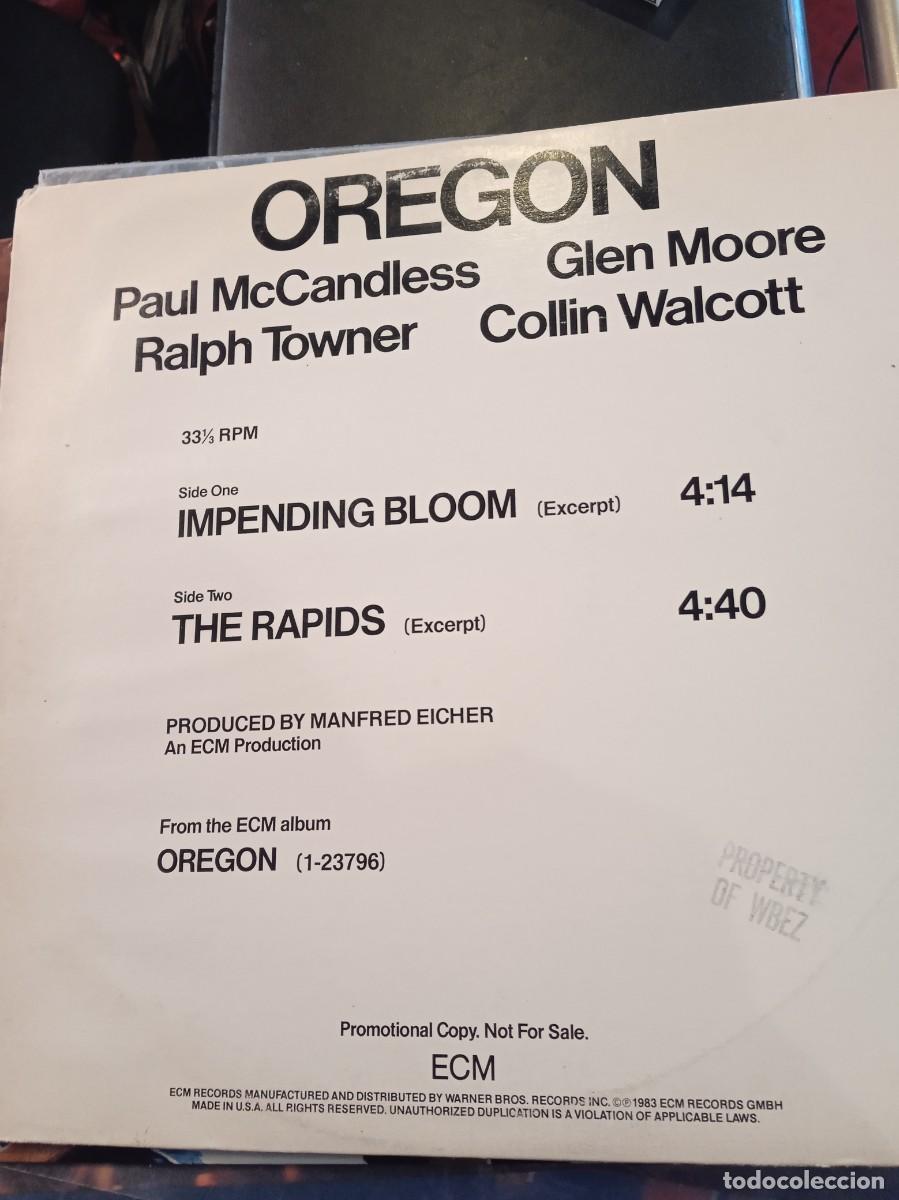 OREGON
Paul McCandless Glen Moore
Ralph Towner Collin Walcott
33⅓ RPM
Side One
IMPENDING BLOOM (Excerpt) 4:14
Side Two
THE RAPIDS (Excerpt) 4:40
PRODUCED BY MANFRED EICHER
An ECM Production
From the ECM album
OREGON (1-23796)
PROPERTY
OF WBEZ
Promotional Copy. Not For Sale.
ECM
ECM RECORDS MANUFACTURED AND DISTRIBUTED BY WARNER BROS. RECORDS INC. ©℗1983 ECM RECORDS GMBH
MADE IN U.S.A. ALL RIGHTS RESERVED. UNAUTHORIZED DUPLICATION IS A VIOLATION OF APPLICABLE LAWS.
todocoleccion